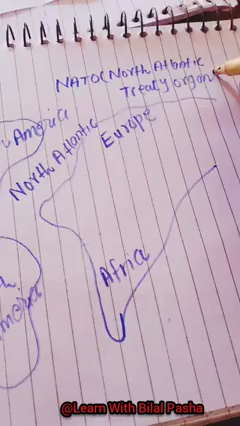 NATO(North Atlantic
Treaty organ
America
North Atlantic
Europe
Africa
@Learn With Bilal Pasha